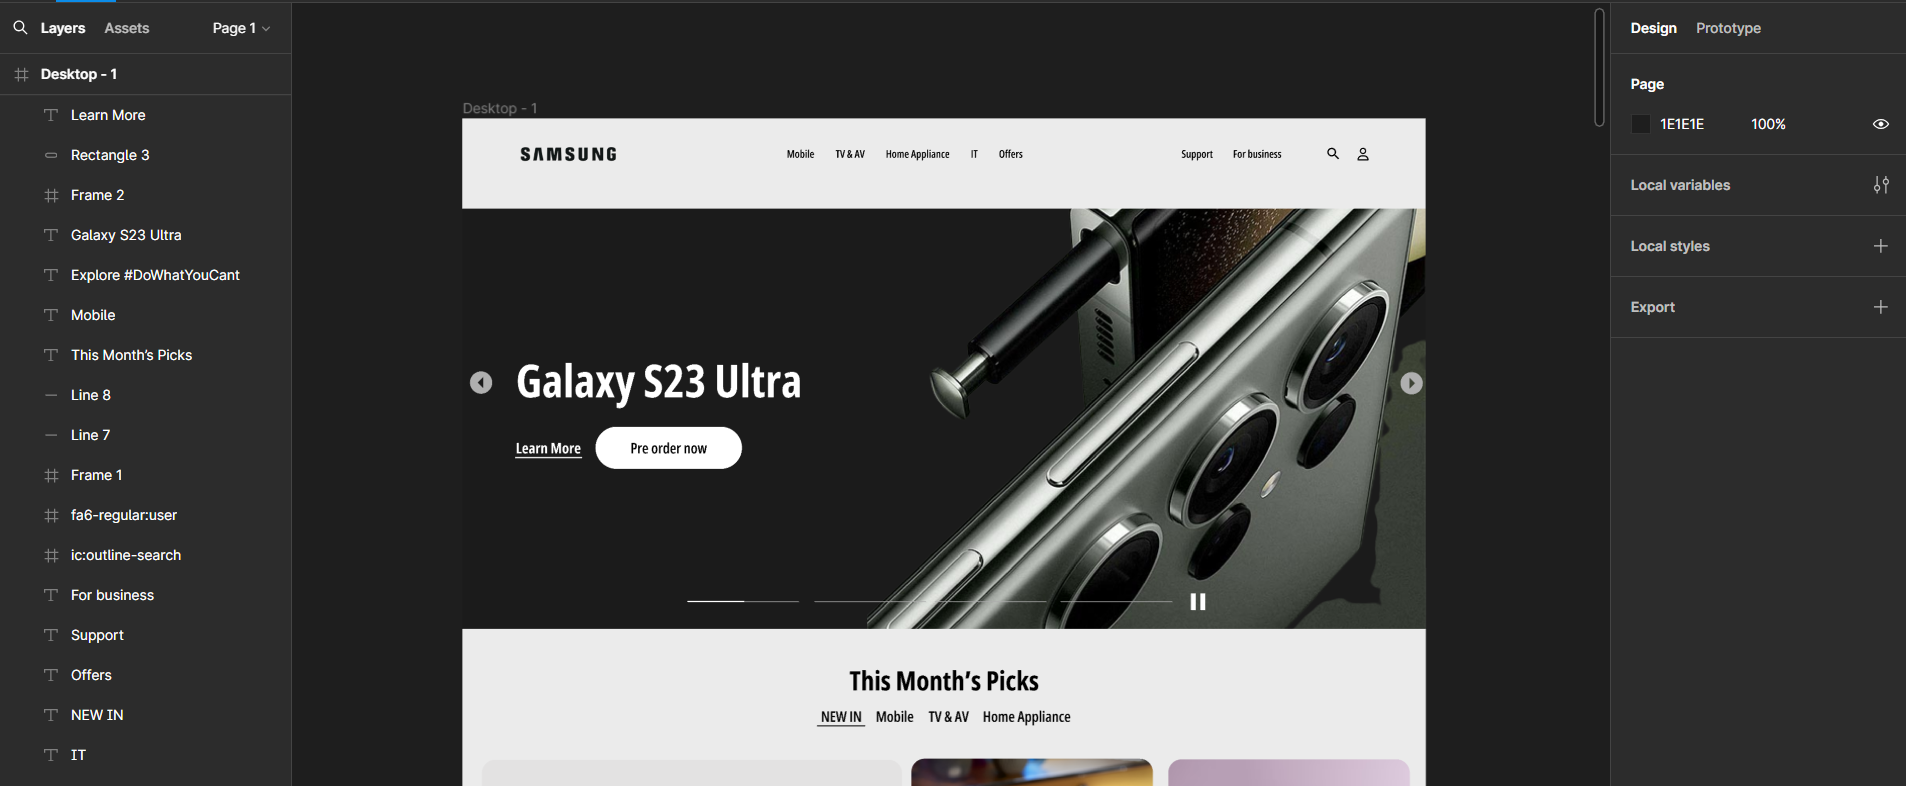 Layers Assets Page 1
Desktop - 1
Learn More
Rectangle 3
Frame 2
Galaxy S23 Ultra
Explore #DoWhatYouCant
Mobile
This Month's Picks
Line 8
Line 7
Frame 1
fa6-regular:user
ic:outline-search
For business
Support
Offers
NEW IN
IT
Desktop - 1
SAMSUNG Mobile TV & AV Home Appliance IT Offers Support For business
Galaxy S23 Ultra
Learn More Pre order now
This Month's Picks
NEW IN Mobile TV & AV Home Appliance
Design Prototype
Page
1E1E1E 100%
Local variables
Local styles
Export